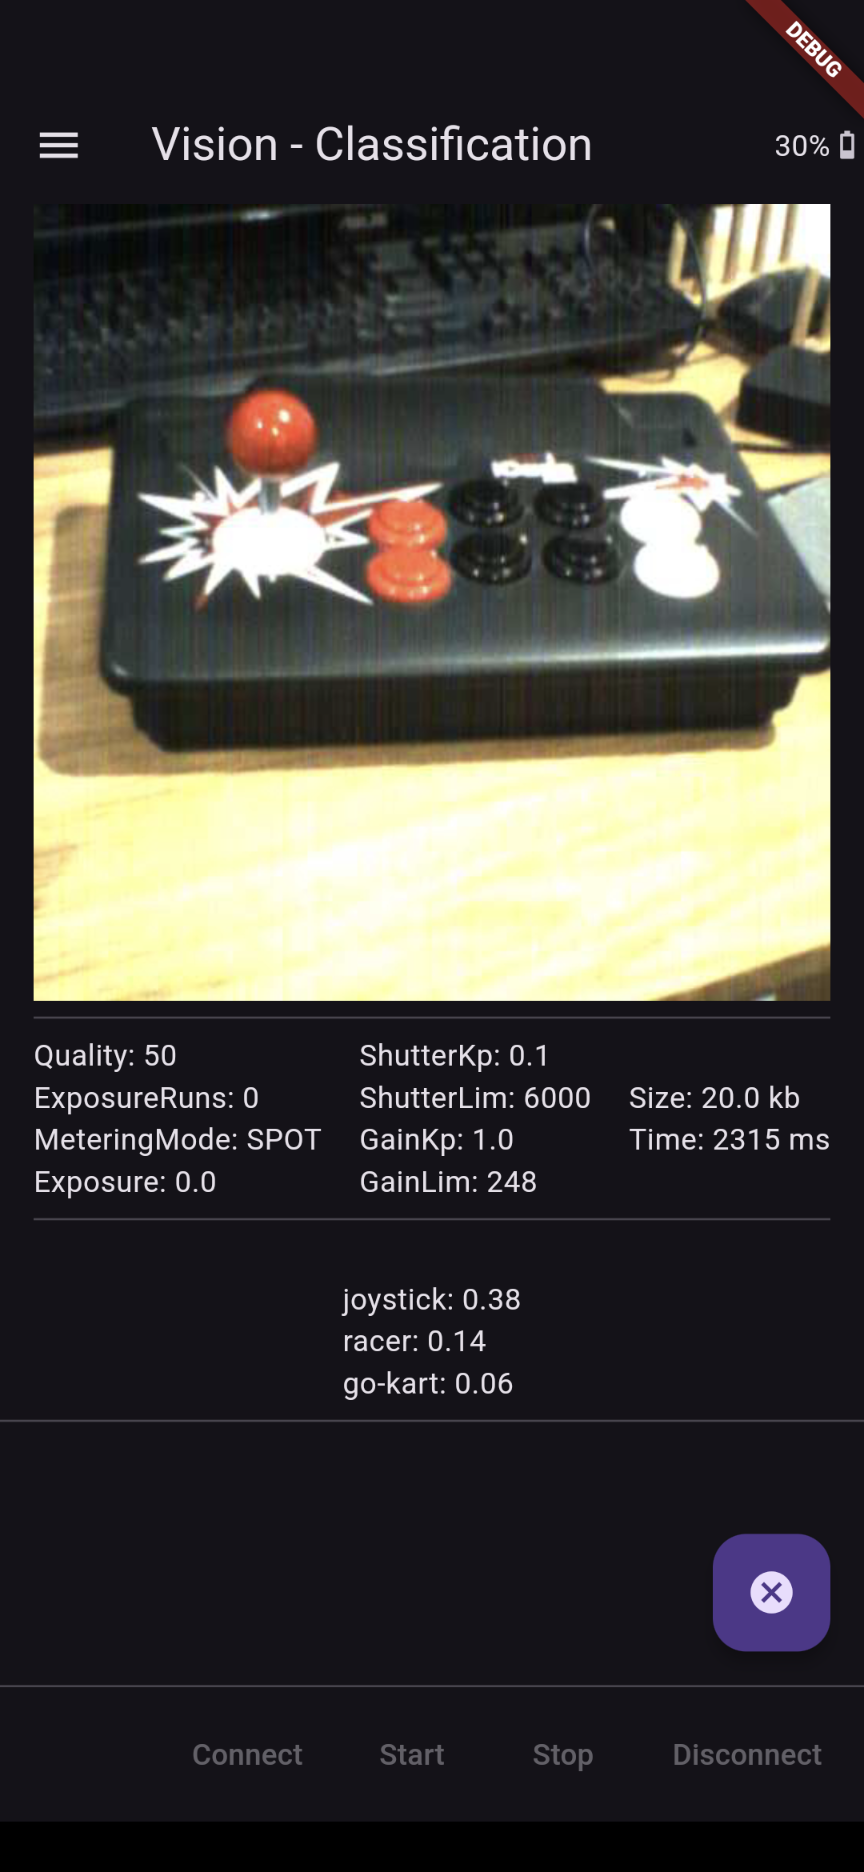 DEBUG
Vision - Classification
30%
Quality: 50
ExposureRuns: 0
MeteringMode: SPOT
Exposure: 0.0
ShutterKp: 0.1
ShutterLim: 6000
GainKp: 1.0
GainLim: 248
Size: 20.0 kb
Time: 2315 ms
joystick: 0.38
racer: 0.14
go-kart: 0.06
Connect
Start
Stop
Disconnect